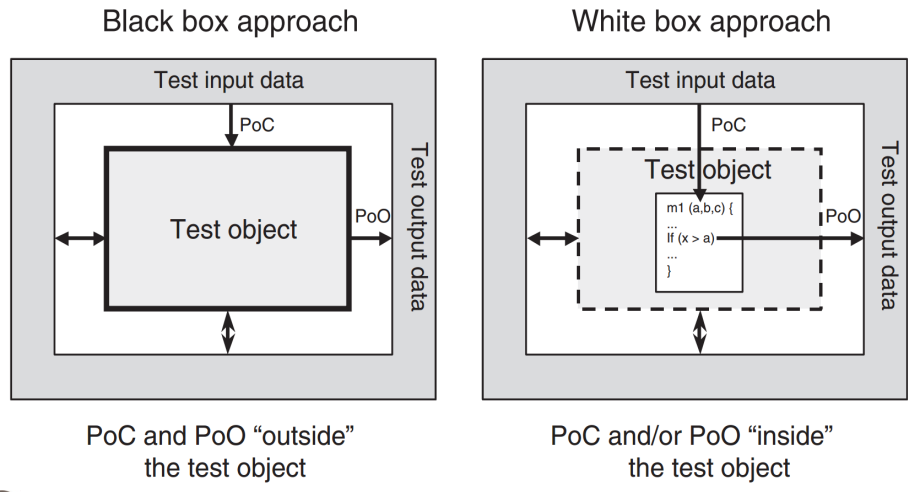 Black box approach
Test input data
PoC
Test object
PoO
Test output data
PoC and PoO “outside”
the test object
White box approach
Test input data
PoC
Test object
m1 (a,b,c) {
...
If (x > a)
...
}
PoO
Test output data
PoC and/or PoO “inside”
the test object